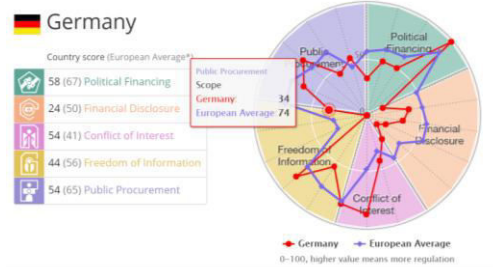 Germany
Country score (European Average*)
58 (67) Political Financing
24 (50) Financial Disclosure
54 (41) Conflict of Interest
44 (56) Freedom of Information
54 (65) Public Procurement
Public Procurement
Scope
Germany: 34
European Average: 74
Political
Financing
Financial
Disclosure
Conflict of
Interest
Freedom of
Information
Public
Germany
European Average
0-100, higher value means more regulation